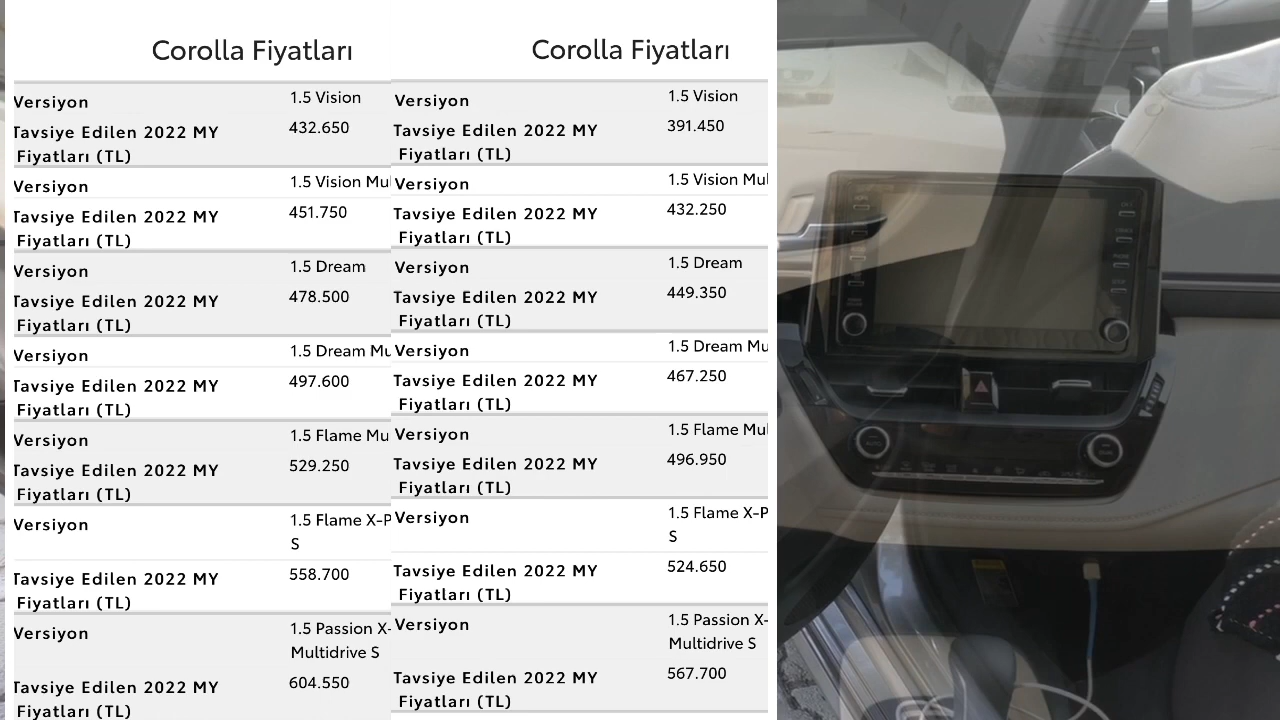 Corolla Fiyatları
Versiyon
1.5 Vision
Tavsiye Edilen 2022 MY
Fiyatları (TL)
432.650
Versiyon
1.5 Vision Mul
Tavsiye Edilen 2022 MY
Fiyatları (TL)
451.750
Versiyon
1.5 Dream
Tavsiye Edilen 2022 MY
Fiyatları (TL)
478.500
Versiyon
1.5 Dream Mu
Tavsiye Edilen 2022 MY
Fiyatları (TL)
497.600
Versiyon
1.5 Flame Mu
Tavsiye Edilen 2022 MY
Fiyatları (TL)
529.250
Versiyon
1.5 Flame X-P
S
Tavsiye Edilen 2022 MY
Fiyatları (TL)
558.700
Versiyon
1.5 Passion X-
Multidrive S
Tavsiye Edilen 2022 MY
Fiyatları (TL)
604.550
Corolla Fiyatları
Versiyon
1.5 Vision
Tavsiye Edilen 2022 MY
Fiyatları (TL)
391.450
Versiyon
1.5 Vision Mul
Tavsiye Edilen 2022 MY
Fiyatları (TL)
432.250
Versiyon
1.5 Dream
Tavsiye Edilen 2022 MY
Fiyatları (TL)
449.350
Versiyon
1.5 Dream Mu
Tavsiye Edilen 2022 MY
Fiyatları (TL)
467.250
Versiyon
1.5 Flame Mul
Tavsiye Edilen 2022 MY
Fiyatları (TL)
496.950
Versiyon
1.5 Flame X-P
S
Tavsiye Edilen 2022 MY
Fiyatları (TL)
524.650
Versiyon
1.5 Passion X-
Multidrive S
Tavsiye Edilen 2022 MY
Fiyatları (TL)
567.700